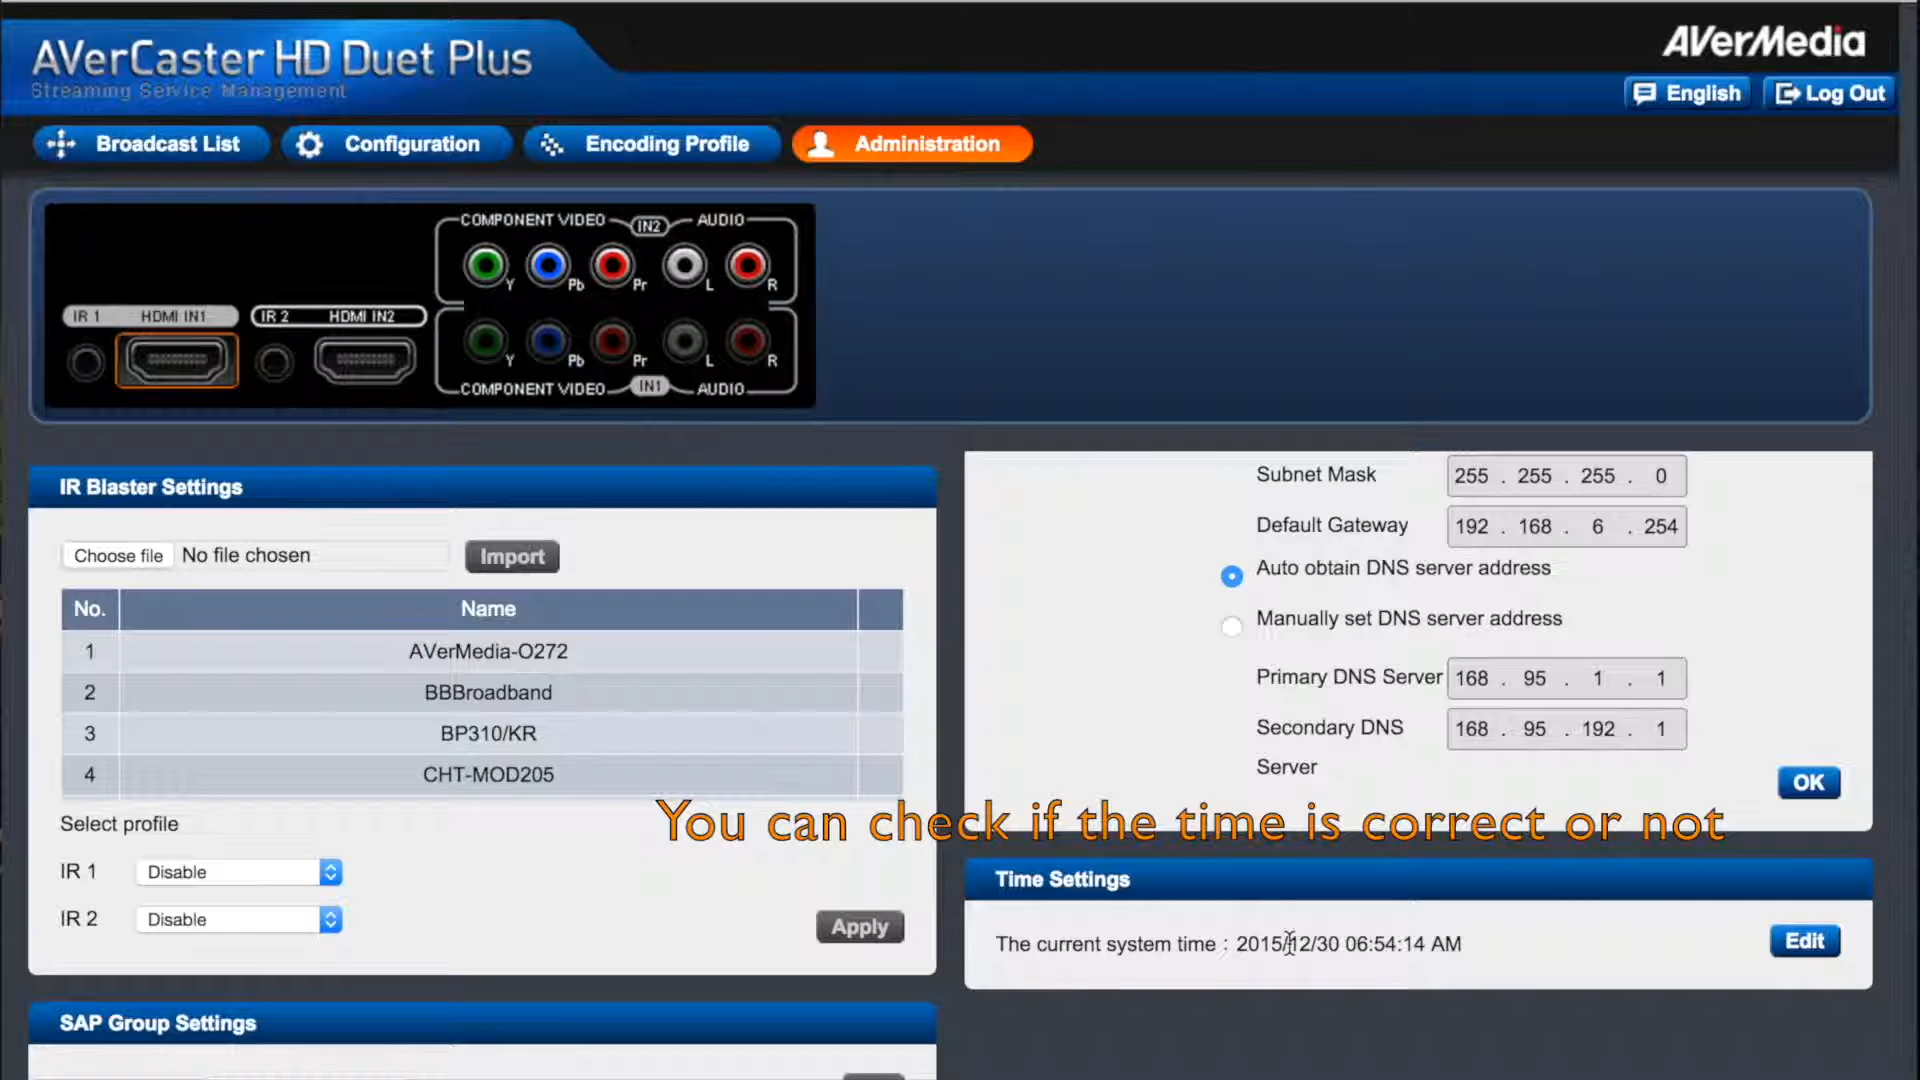 AVerCaster HD Duet Plus
Streaming Service Management
AVerMedia
English
Log Out
Broadcast List
Configuration
Encoding Profile
Administration
COMPONENT VIDEO IN2 AUDIO
Y Pb Pr L R
IR 1 HDMI IN1 IR 2 HDMI IN2
Y Pb Pr L R
COMPONENT VIDEO IN1 AUDIO
IR Blaster Settings
Choose file No file chosen Import
No. Name
1 AVerMedia-O272
2 BBBroadband
3 BP310/KR
4 CHT-MOD205
Select profile
IR 1 Disable
IR 2 Disable
Apply
SAP Group Settings
Subnet Mask 255 . 255 . 255 . 0
Default Gateway 192 . 168 . 6 . 254
Auto obtain DNS server address
Manually set DNS server address
Primary DNS Server 168 . 95 . 1 . 1
Secondary DNS 168 . 95 . 192 . 1
Server
OK
You can check if the time is correct or not
Time Settings
The current system time : 2015/12/30 06:54:14 AM
Edit